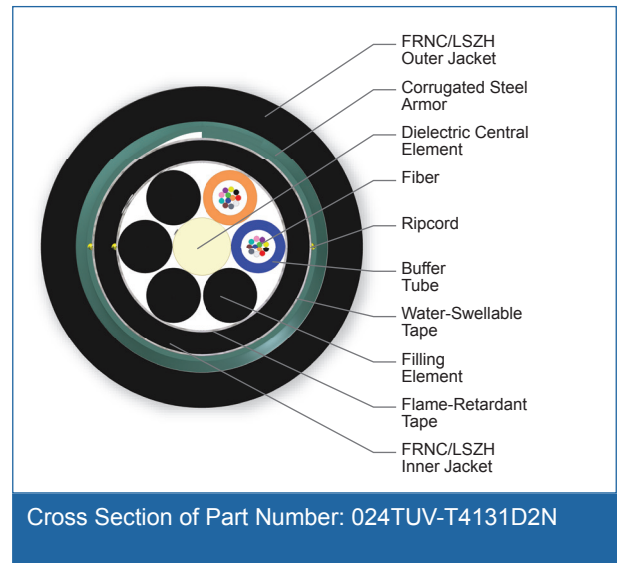 FRNC/LSZH
Outer Jacket
Corrugated Steel
Armor
Dielectric Central
Element
Fiber
Ripcord
Buffer
Tube
Water-Swellable
Tape
Filling
Element
Flame-Retardant
Tape
FRNC/LSZH
Inner Jacket
Cross Section of Part Number: 024TUV-T4131D2N